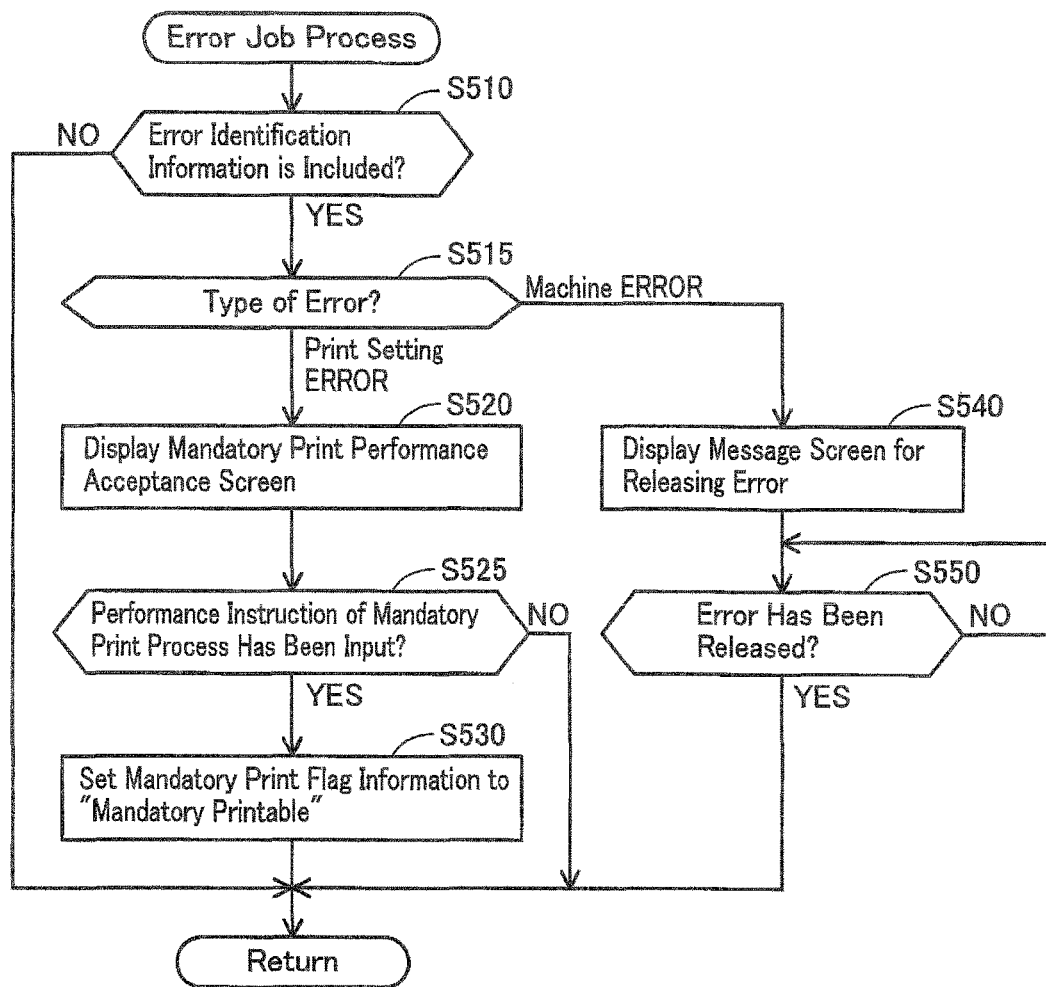 Error Job Process
S510
NO
Error Identification
Information is Included?
YES
S515
Type of Error?
Machine ERROR
Print Setting
ERROR
S520
Display Mandatory Print Performance
Acceptance Screen
S540
Display Message Screen for
Releasing Error
S525
Performance Instruction of Mandatory
Print Process Has Been Input?
NO
YES
S550
Error Has Been
Released?
NO
YES
S530
Set Mandatory Print Flag Information to
"Mandatory Printable"
Return